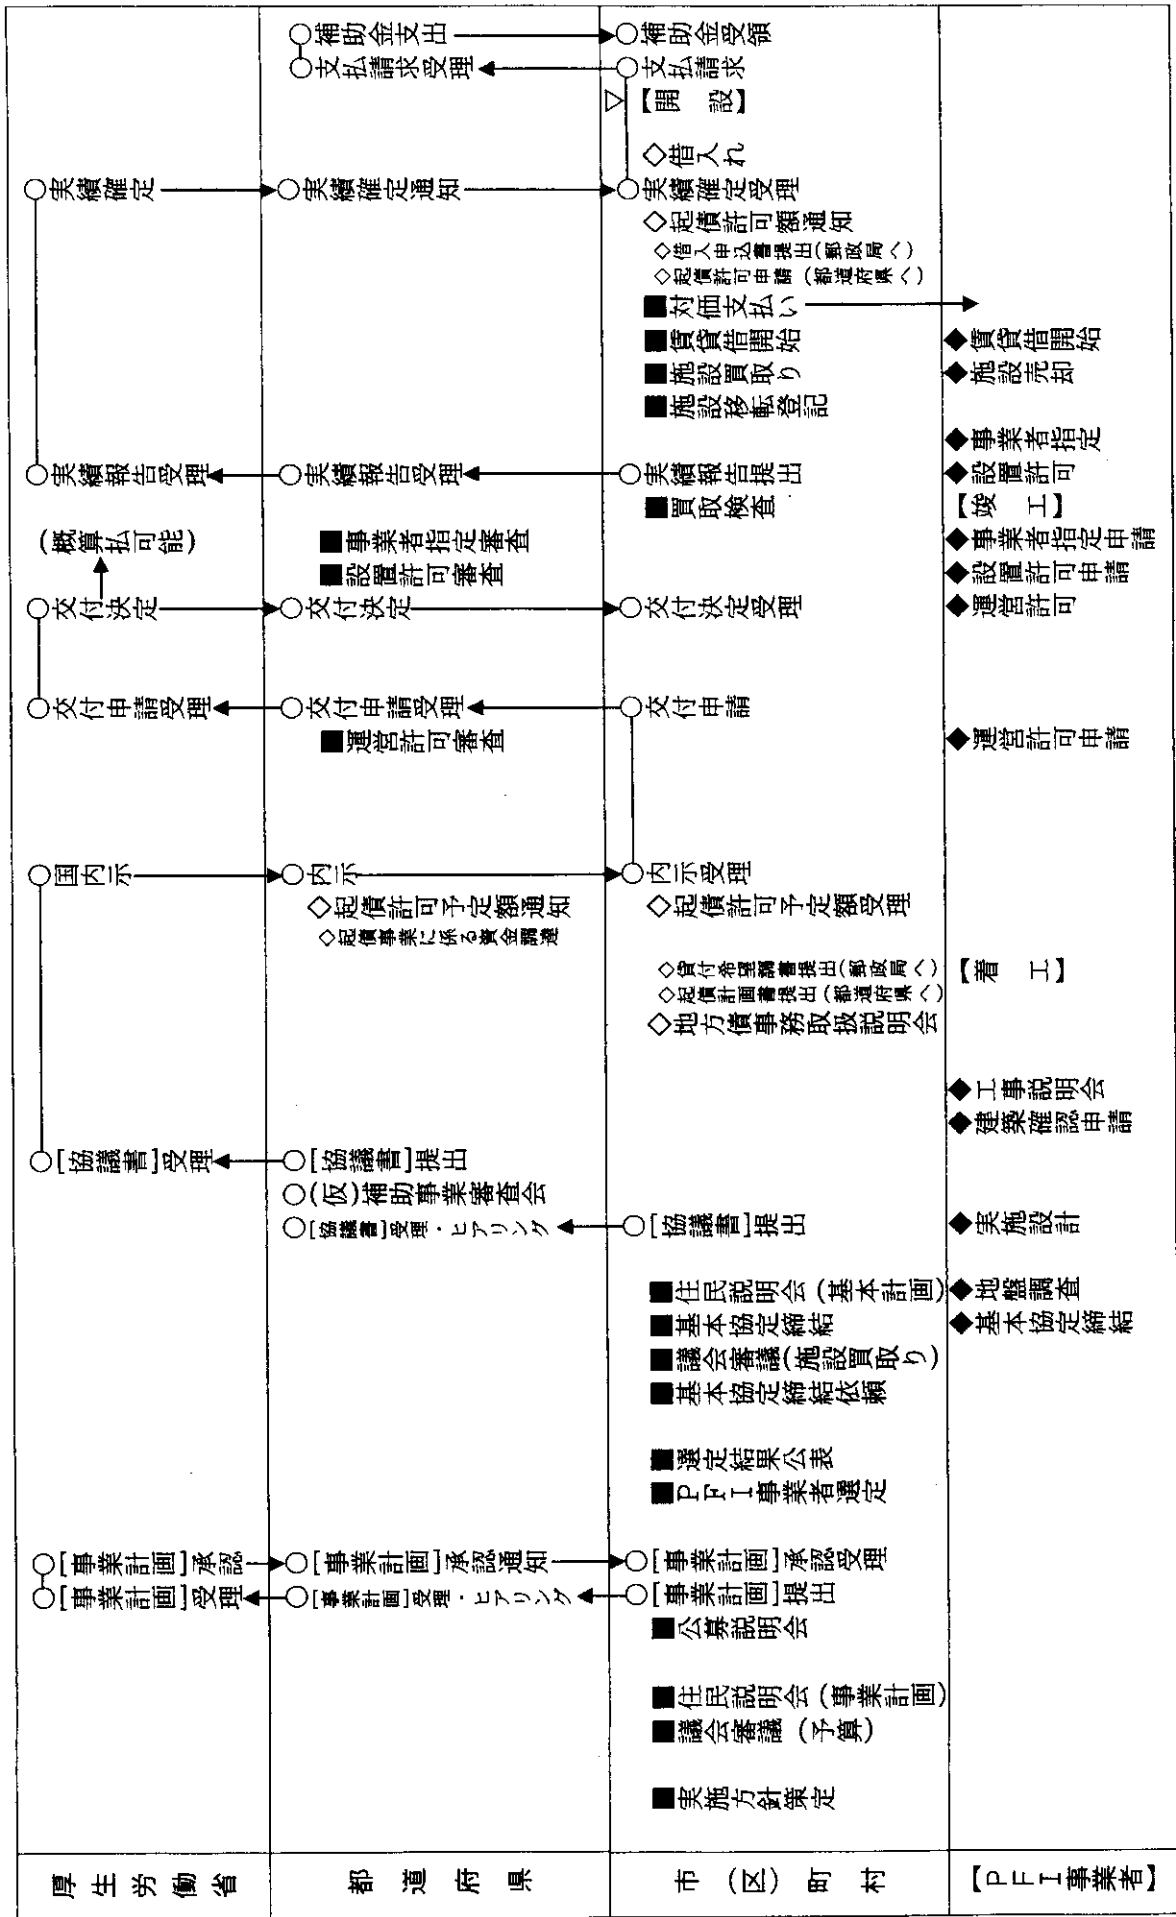 厚生労働省
○[事業計画]受理
○[事業計画]承認
○[協議書]受理
○国内示
○交付申請受理
○交付決定
(概算払可能)
○実績報告受理
○実績確定
都道府県
○[事業計画]受理・ヒアリング
○[事業計画]承認通知
○[協議書]受理・ヒアリング
○(仮)補助事業審査会
○[協議書]提出
◇起債事業に係る資金調達
◇起債許可予定額通知
○内示
■運営許可審査
○交付申請受理
○交付決定
■設置許可審査
■事業者指定審査
○実績報告受理
○実績確定通知
○支払請求受理
○補助金支出
市(区)町村
■実施方針策定
■議会審議(予算)
■住民説明会(事業計画)
■公募説明会
○[事業計画]提出
○[事業計画]承認受理
■PFI事業者選定
■選定結果公表
■基本協定締結依頼
■議会審議(施設買取り)
■基本協定締結
■住民説明会(基本計画)
○[協議書]提出
◇地方債事務取扱説明会
◇起債計画書提出(都道府県へ)
◇貸付希望調書提出(郵政局へ)
◇起債許可予定額受理
○内示受理
○交付申請
○交付決定受理
■買取検査
○実績報告提出
■施設移転登記
■施設買取り
■賃貸借開始
■対価支払い
◇起債許可申請(都道府県へ)
◇借入申込書提出(郵政局へ)
◇起債許可額通知
○実績確定受理
◇借入れ
▽【開設】
○支払請求
○補助金受領
【PFI事業者】
◆基本協定締結
◆地盤調査
◆実施設計
◆建築確認申請
◆工事説明会
【着工】
◆運営許可申請
◆運営許可
◆設置許可申請
◆事業者指定申請
【竣工】
◆設置許可
◆事業者指定
◆施設売却
◆賃貸借開始